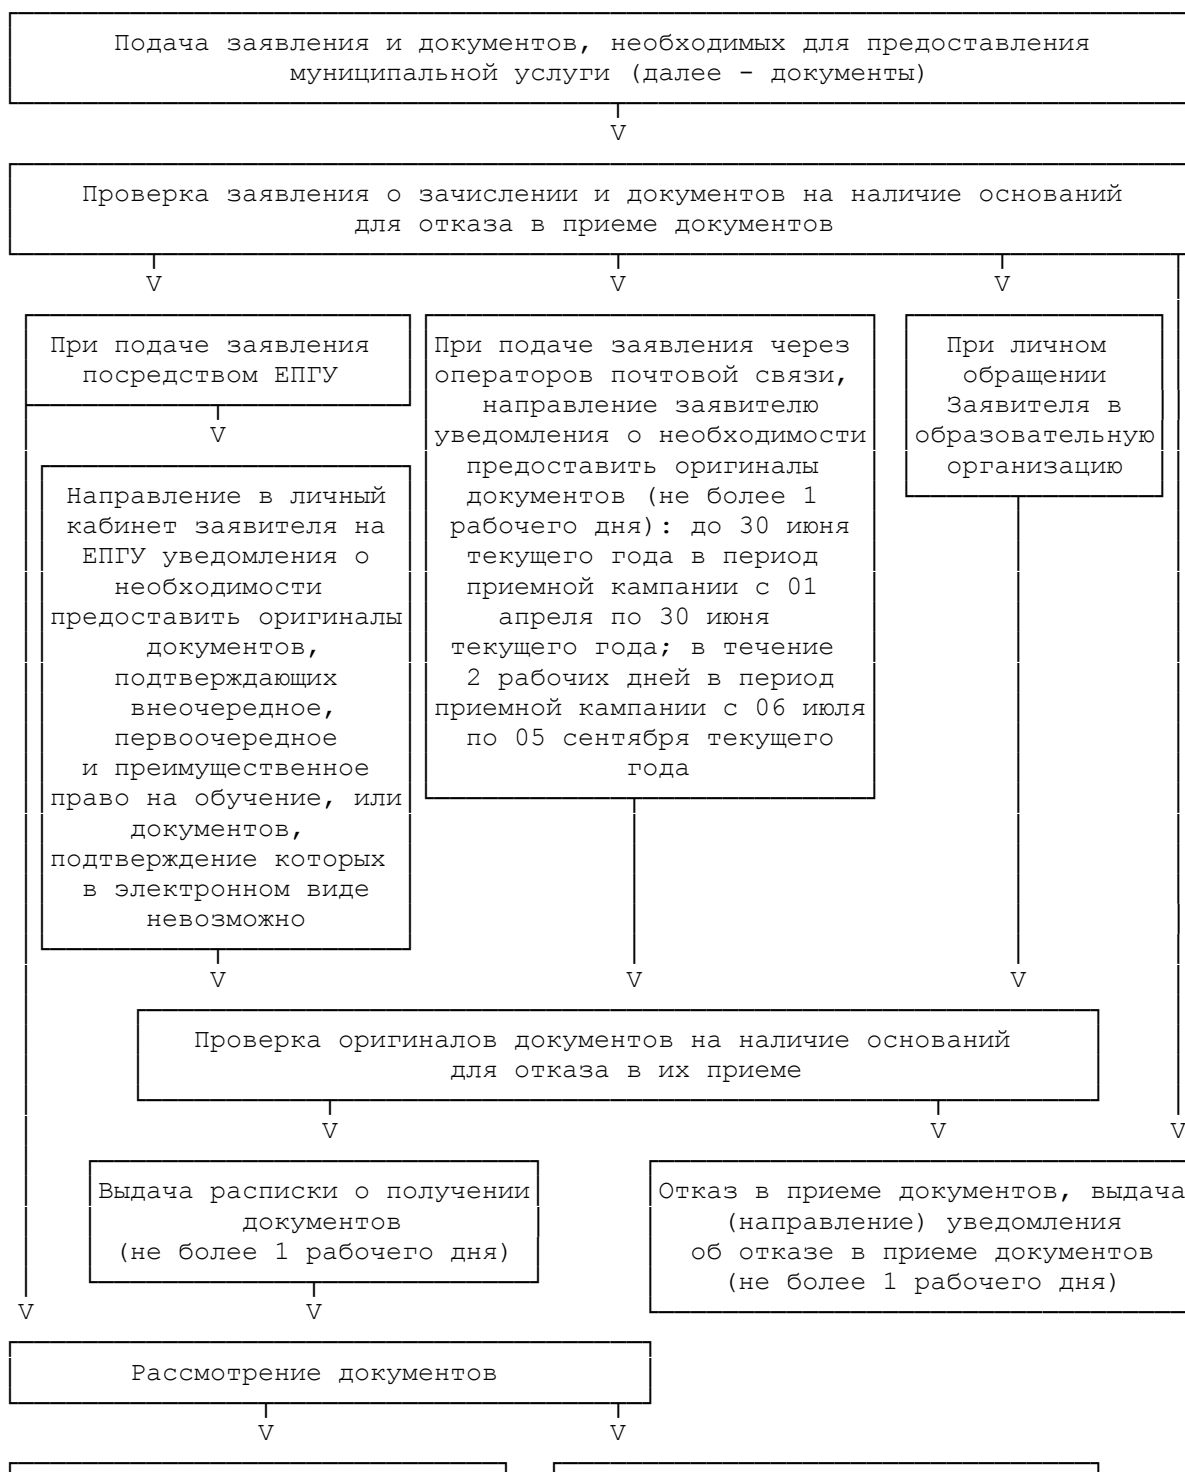 Подача заявления и документов, необходимых для предоставления
муниципальной услуги (далее - документы)
V
Проверка заявления о зачислении и документов на наличие оснований
для отказа в приеме документов
V V V
При подаче заявления
посредством ЕПГУ
V
Направление в личный
кабинет заявителя на
ЕПГУ уведомления о
необходимости
предоставить оригиналы
документов,
подтверждающих
внеочередное,
первоочередное
и преимущественное
право на обучение, или
документов,
подтверждение которых
в электронном виде
невозможно
При подаче заявления через
операторов почтовой связи,
направление заявителю
уведомления о необходимости
предоставить оригиналы
документов (не более 1
рабочего дня): до 30 июня
текущего года в период
приемной кампании с 01
апреля по 30 июня
текущего года; в течение
2 рабочих дней в период
приемной кампании с 06 июля
по 05 сентября текущего
года
При личном
обращении
Заявителя в
образовательную
организацию
V V V
Проверка оригиналов документов на наличие оснований
для отказа в их приеме
V V V
Выдача расписки о получении
документов
(не более 1 рабочего дня)
Отказ в приеме документов, выдача
(направление) уведомления
об отказе в приеме документов
(не более 1 рабочего дня)
V V
Рассмотрение документов
V V